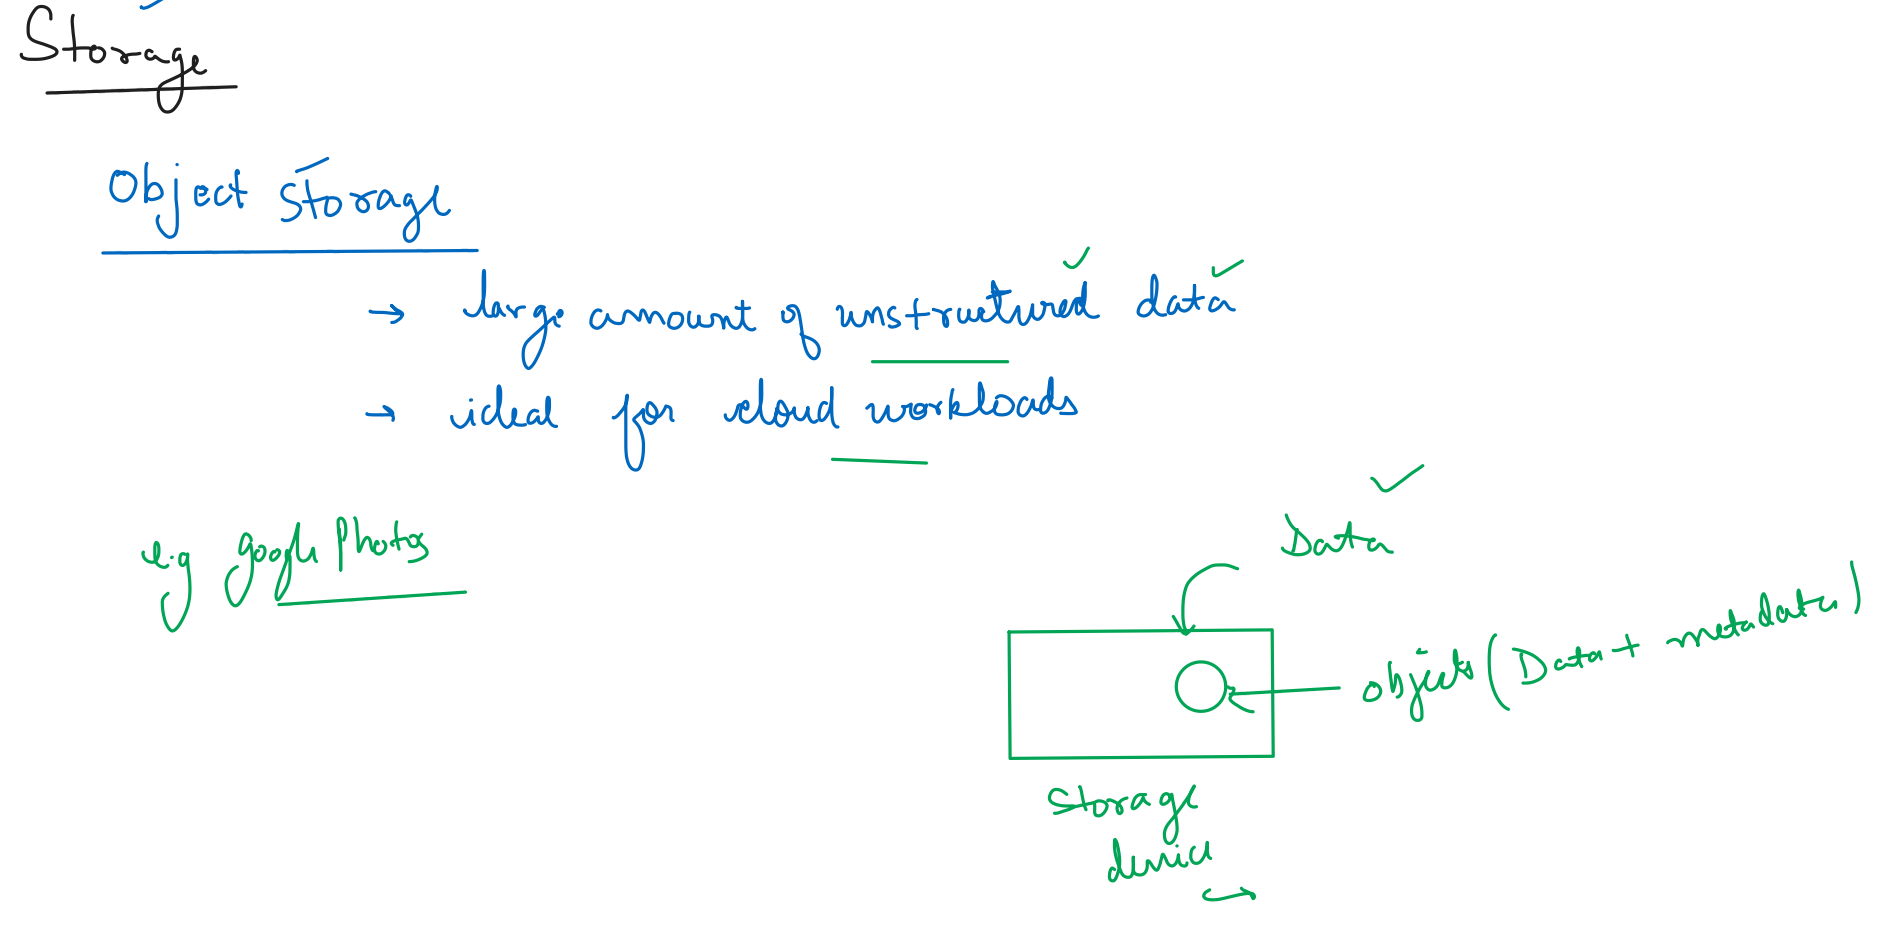 Storage
Object Storage
→ large amount of unstructured data
→ ideal for cloud workloads
e.g google Photos
Data
objects (Data + metadata)
Storage
device